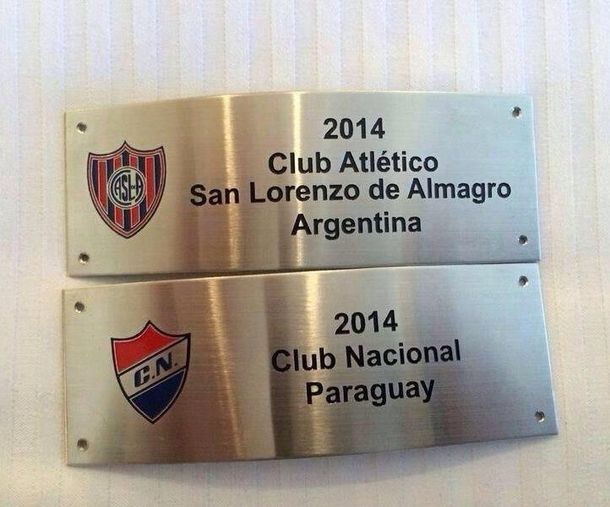 2014
Club Atlético
San Lorenzo de Almagro
Argentina
CASLA
2014
Club Nacional
Paraguay
C.N.